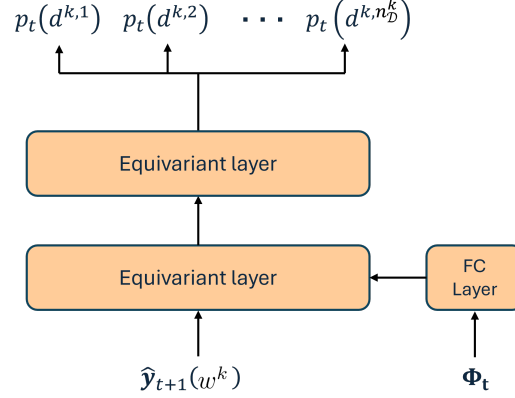 p_t(d^{k,1}) p_t(d^{k,2}) ··· p_t(d^{k,n_𝒟^k})
Equivariant layer
Equivariant layer
FC
Layer
ŷ_{t+1}(w^k)
Φ_t